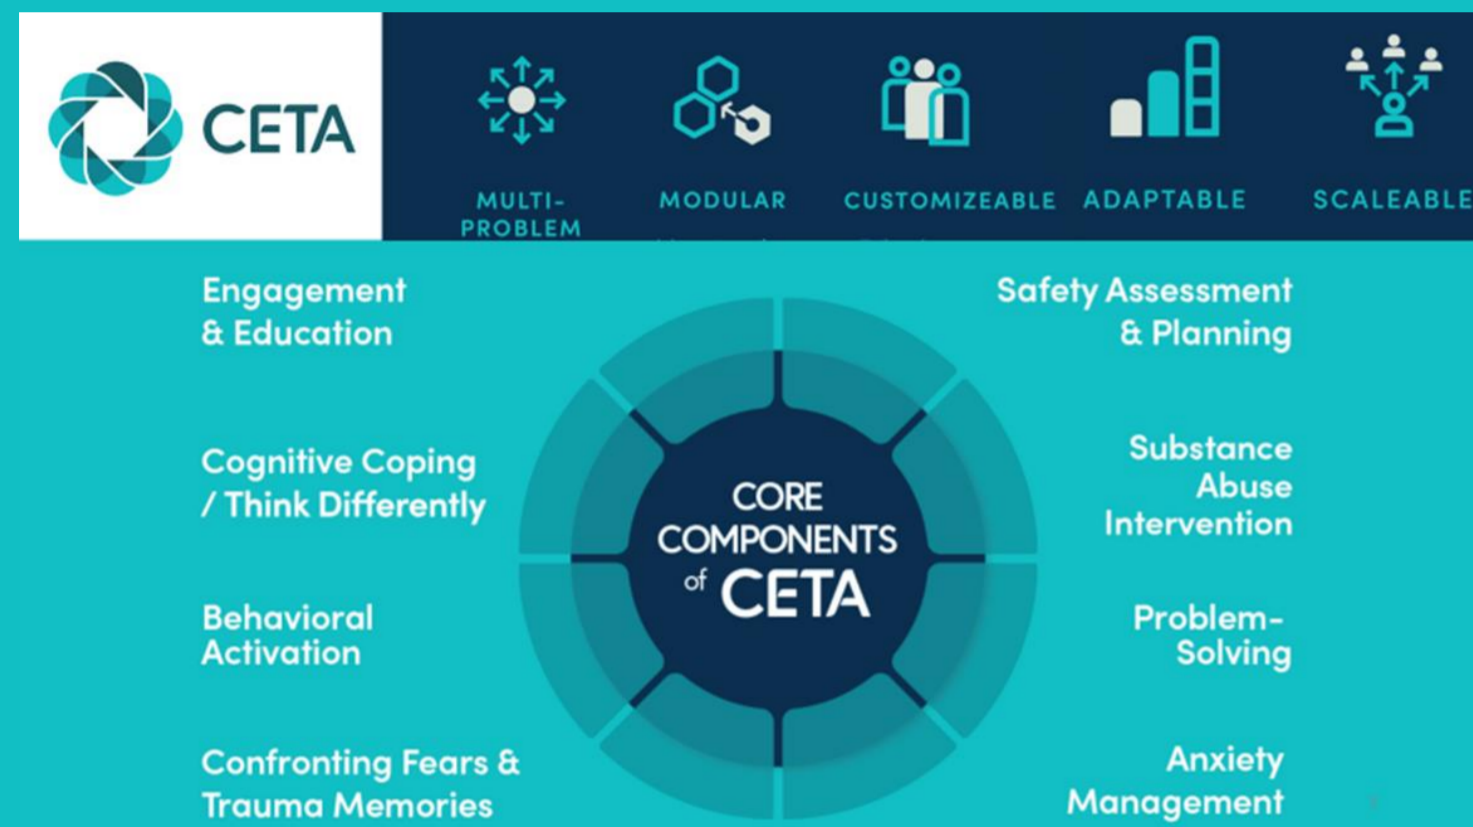 CETA
MULTI-
PROBLEM
MODULAR
CUSTOMIZEABLE
ADAPTABLE
SCALEABLE
Engagement
& Education
Cognitive Coping
/ Think Differently
Behavioral
Activation
Confronting Fears &
Trauma Memories
CORE
COMPONENTS
of CETA
Safety Assessment
& Planning
Substance
Abuse
Intervention
Problem-
Solving
Anxiety
Management